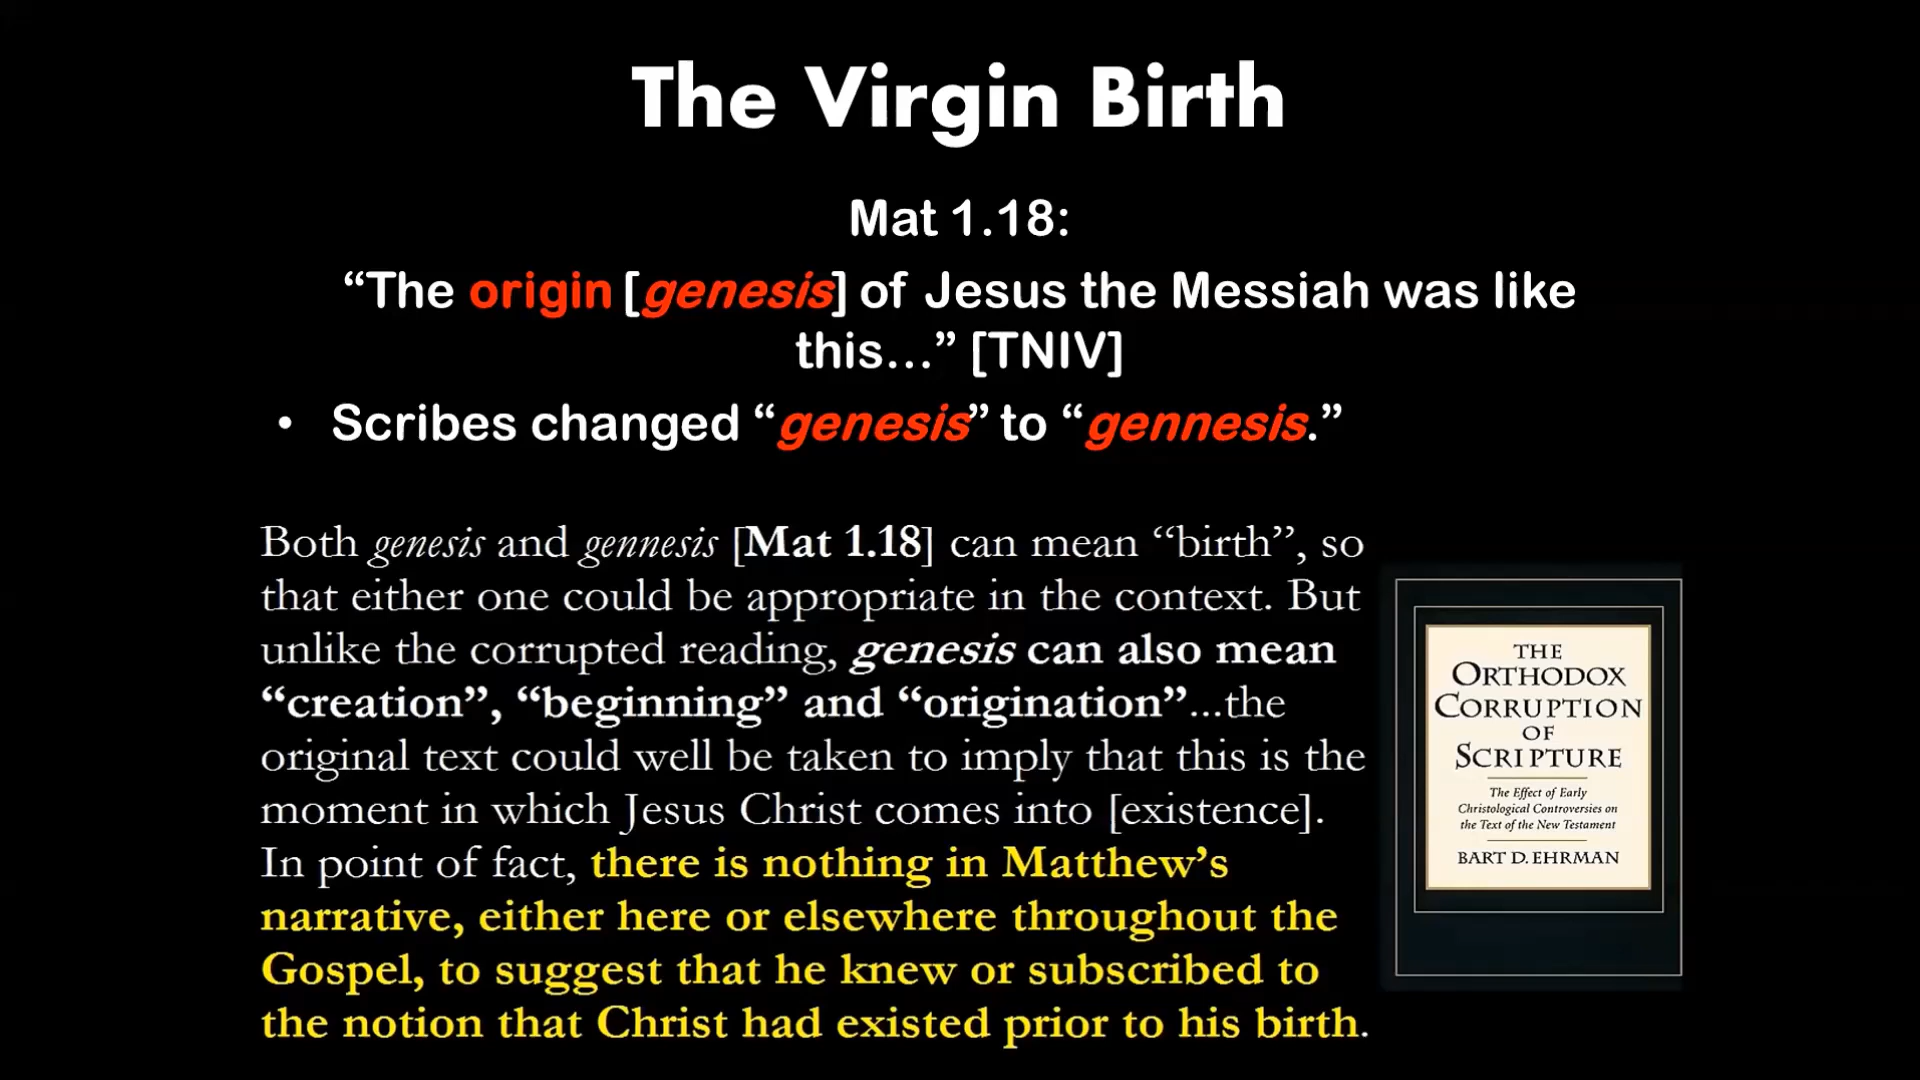 The Virgin Birth
Mat 1.18:
“The origin [genesis] of Jesus the Messiah was like
this…” [TNIV]
• Scribes changed “genesis” to “gennesis.”
Both genesis and gennesis [Mat 1.18] can mean “birth”, so
that either one could be appropriate in the context. But
unlike the corrupted reading, genesis can also mean
“creation”, “beginning” and “origination”...the
original text could well be taken to imply that this is the
moment in which Jesus Christ comes into [existence].
In point of fact, there is nothing in Matthew’s
narrative, either here or elsewhere throughout the
Gospel, to suggest that he knew or subscribed to
the notion that Christ had existed prior to his birth.
THE
ORTHODOX
CORRUPTION
OF
SCRIPTURE
The Effect of Early
Christological Controversies on
the Text of the New Testament
BART D. EHRMAN